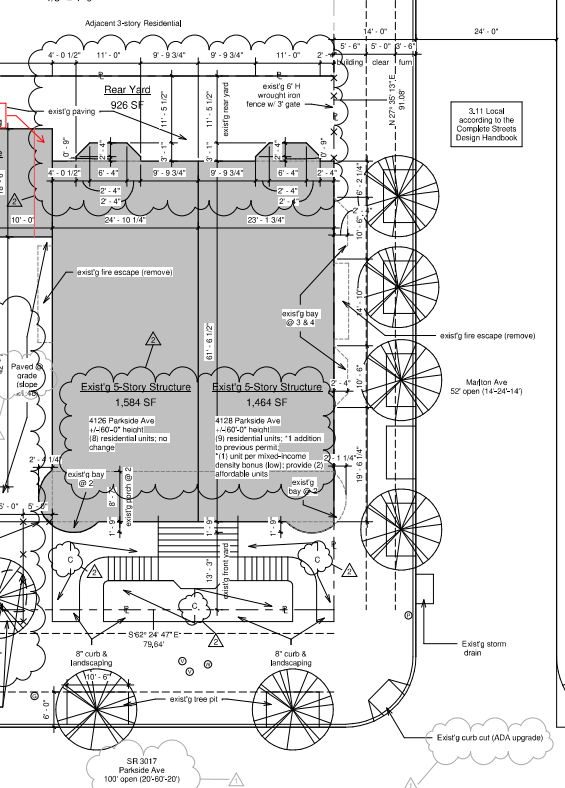 Adjacent 3-story Residential
14' - 0"
24' - 0"
5' - 6"
5' - 0"
3' - 6"
building
clear
furn
4' - 0 1/2"
11' - 0"
9' - 9 3/4"
9' - 9 3/4"
11' - 0"
2' - 4"
Rear Yard
926 SF
exist'g paving
11' - 5 1/2"
11' - 5 1/2"
exist'g rear yard
exist'g 6' H
wrought iron
fence w/ 3' gate
N 27° 35' 13" E
91.08'
3.11 Local
according to the
Complete Streets
Design Handbook
0' - 9"
2' - 4"
3' - 1"
3' - 1"
2' - 4"
0' - 9"
4' - 0 1/2"
6' - 4"
9' - 9 3/4"
9' - 9 3/4"
6' - 4"
2' - 4"
2' - 4"
2' - 4"
2' - 4"
2' - 4"
6' - 2 1/4"
2
10' - 0"
24' - 10 1/4"
23' - 1 3/4"
10' - 6"
exist'g fire escape (remove)
14' - 10"
exist'g bay
@ 3 & 4
exist'g fire escape (remove)
61' - 6 1/2"
2
Paved @
grade
(slope
10' - 6"
2' - 4"
Marlton Ave
52' open (14'-24'-14')
Exist'g 5-Story Structure
1,584 SF
Exist'g 5-Story Structure
1,464 SF
4126 Parkside Ave
+/-(60'-0" height)
(8) residential units; no
change
4128 Parkside Ave
+/-(60'-0" height)
(9) residential units; *1 addition
to previous permit.
*(1) unit per mixed-income
density bonus (low); provide (2)
affordable units
2' - 4 1/4"
2' - 1 1/4"
19' - 6 1/4"
exist'g bay
@ 2
exist'g porch @ 2
exist'g
bay @ 2
1' - 9"
1' - 9"
1' - 9"
C
2
13' - 3"
exist'g front yard
C
2
C
S 62° 24' 47" E
79.64'
2
8" curb &
landscaping
8" curb &
landscaping
Exist'g storm
drain
10' - 6"
6' - 0"
exist'g tree pit
Exist'g curb cut (ADA upgrade)
SR 3017
Parkside Ave
100' open (20'-60'-20')
1
1